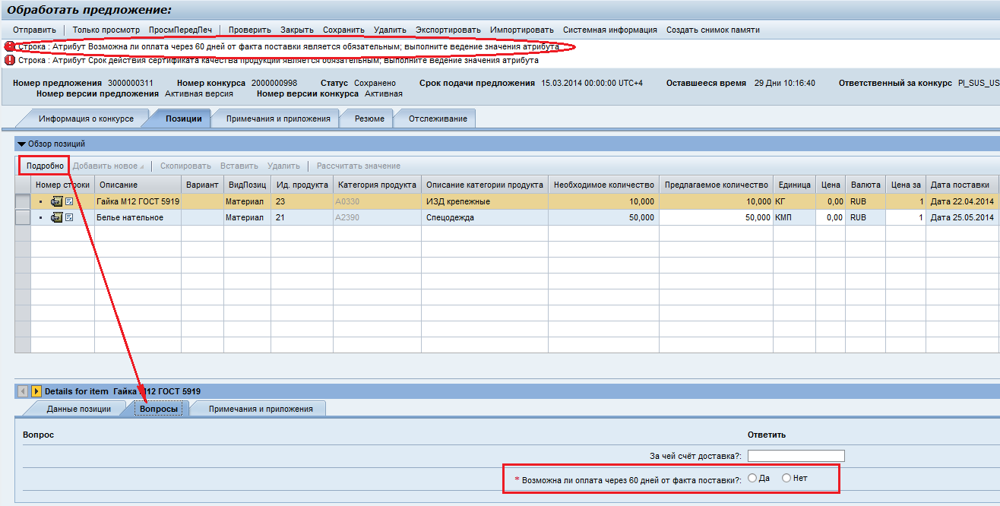 Обработать предложение:
Отправить Только просмотр ПросмПередПеч Проверить Закрыть Сохранить Удалить Экспортировать Импортировать Системная информация Создать снимок памяти
Строка : Атрибут Возможна ли оплата через 60 дней от факта поставки является обязательным; выполните ведение значения атрибута
Строка : Атрибут Срок действия сертификата качества продукции является обязательным; выполните ведение значения атрибута
Номер предложения 3000000311 Номер конкурса 2000000998 Статус Сохранено Срок подачи предложения 15.03.2014 00:00:00 UTC+4 Оставшееся время 29 Дни 10:16:40 Ответственный за конкурс PI_SUS_US
Номер версии предложения Активная версия Номер версии конкурса Активная
Информация о конкурсе Позиции Примечания и приложения Резюме Отслеживание
Обзор позиций
Подробно Добавить новое Скопировать Вставить Удалить Рассчитать значение
Номер строки Описание Вариант ВидПозиц Ид. продукта Категория продукта Описание категории продукта Необходимое количество Предлагаемое количество Единица Цена Валюта Цена за Дата поставки
Гайка М12 ГОСТ 5919 Материал 23 A0330 ИЗД крепежные 10,000 10,000 КГ 0,00 RUB 1 Дата 22.04.2014
Белье нательное Материал 21 A2390 Спецодежда 50,000 50,000 КМП 0,00 RUB 1 Дата 25.05.2014
Details for item Гайка М12 ГОСТ 5919
Данные позиции Вопросы Примечания и приложения
Вопрос Ответить
За чей счёт доставка?:
* Возможна ли оплата через 60 дней от факта поставки?: Да Нет